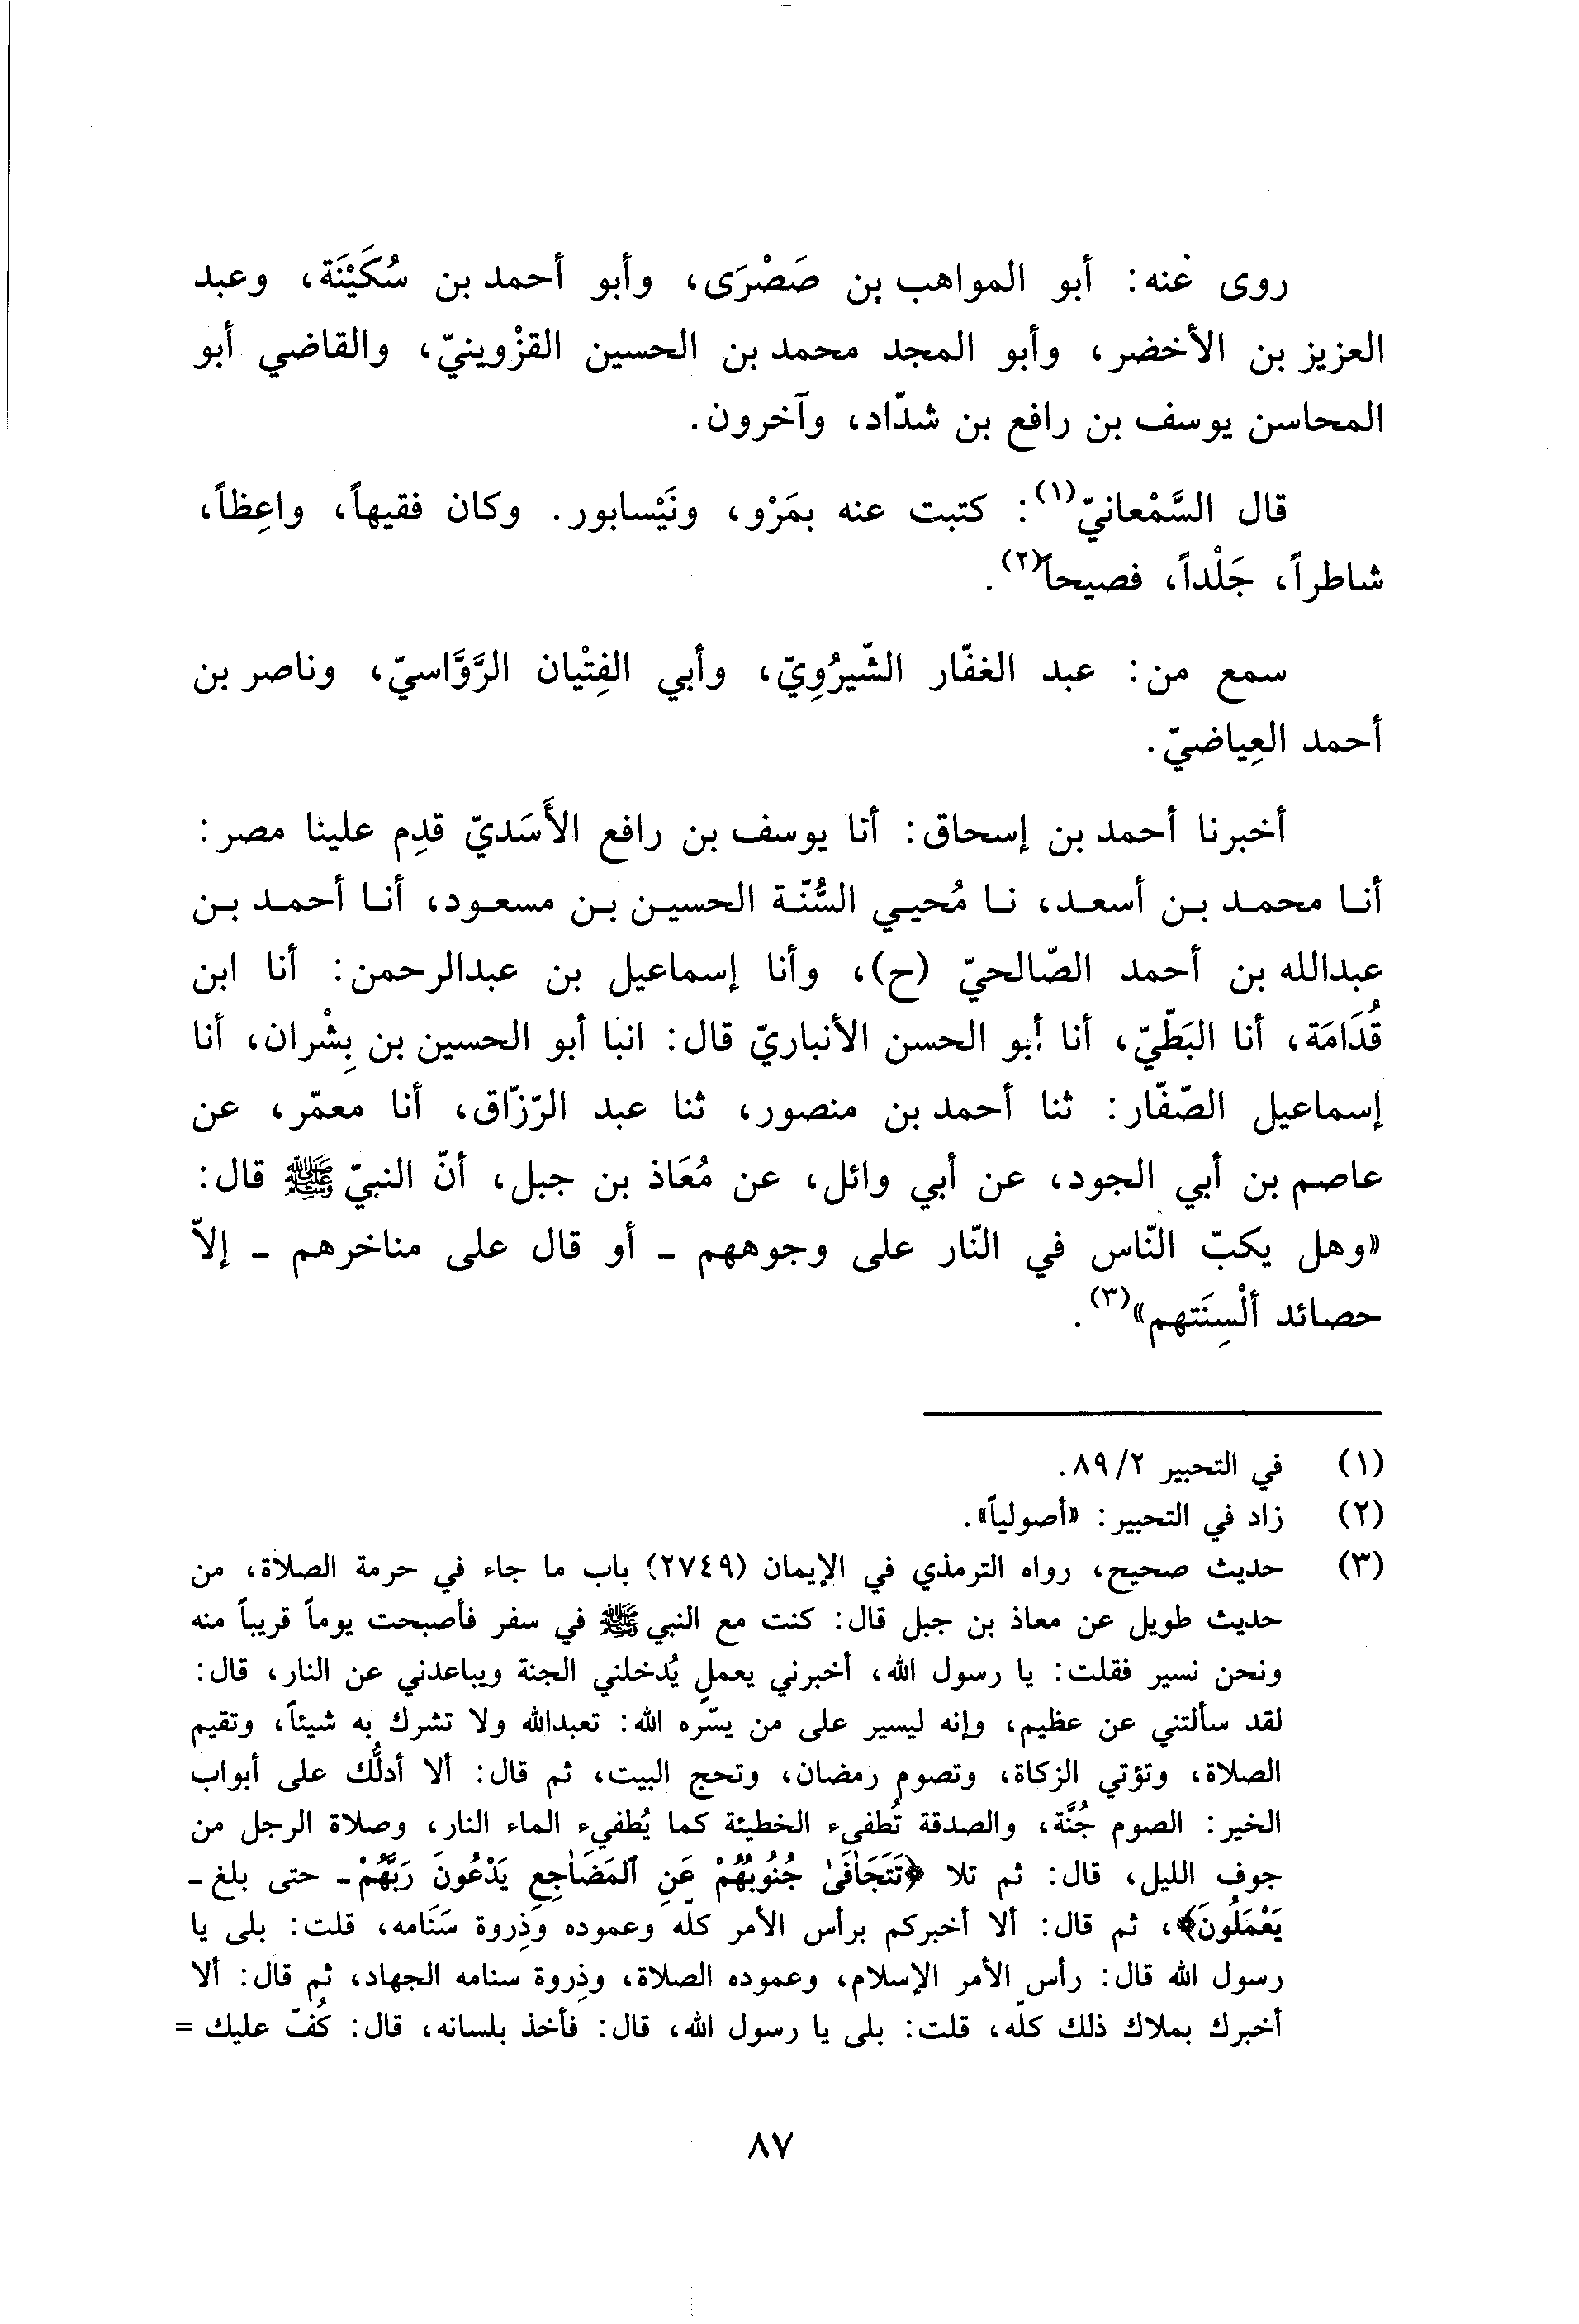 روى عنه: أبو المواهب بن صَصْرَى، وأبو أحمد بن سُكَيْنَة، وعبد
العزيز بن الأخضر، وأبو المجد محمد بن الحسين القزْوينيّ، والقاضي أبو
المحاسن يوسف بن رافع بن شدّاد، وآخرون.
قال السَّمْعانيّ(١): كتبت عنه بمَرْو، ونَيْسابور. وكان فقيهاً، واعِظاً،
شاطراً، جَلْداً، فصيحاً(٢).
سمع من: عبد الغفّار الشّيرُوِيّ، وأبي الفِتْيان الرَّوَّاسيّ، وناصر بن
أحمد العِياضيّ.
أخبرنا أحمد بن إسحاق: أنا يوسف بن رافع الأَسَديّ قدِم علينا مصر:
أنا محمد بن أسعد، نا مُحيي السُّنّة الحسين بن مسعود، أنا أحمد بن
عبدالله بن أحمد الصّالحيّ (ح)، وأنا إسماعيل بن عبدالرحمن: أنا ابن
قُدَامَة، أنا البَطّيّ، أنا أبو الحسن الأنباريّ قال: انبا أبو الحسين بن بِشْران، أنا
إسماعيل الصّفّار: ثنا أحمد بن منصور، ثنا عبد الرّزّاق، أنا معمّر، عن
عاصم بن أبي الجود، عن أبي وائل، عن مُعَاذ بن جبل، أنّ النبيّ ﷺ قال:
«وهل يكبّ النّاس في النّار على وجوههم - أو قال على مناخرهم - إلاّ
حصائد ألْسِنَتهم»(٣).
(١) في التحبير ٨٩/٢.
(٢) زاد في التحبير: «أصولياً».
(٣) حديث صحيح، رواه الترمذي في الإيمان (٢٧٤٩) باب ما جاء في حرمة الصلاة، من
حديث طويل عن معاذ بن جبل قال: كنت مع النبي ﷺ في سفر فأصبحت يوماً قريباً منه
ونحن نسير فقلت: يا رسول الله، أخبرني يعملٍ يُدخلني الجنة ويباعدني عن النار، قال:
لقد سألتني عن عظيم، وإنه ليسير على من يسّره الله: تعبدالله ولا تشرك به شيئاً، وتقيم
الصلاة، وتؤتي الزكاة، وتصوم رمضان، وتحج البيت، ثم قال: ألا أدلُّك على أبواب
الخير: الصوم جُنَّة، والصدقة تُطفيء الخطيئة كما يُطفيء الماء النار، وصلاة الرجل من
جوف الليل، قال: ثم تلا ﴿تَتَجَافَىٰ جُنُوبُهُمْ عَنِ ٱلمَضَاجِعِ يَدْعُونَ رَبَّهُمْ- حتى بلغ -
يَعْمَلُونَ﴾، ثم قال: ألا أخبركم برأس الأمر كلّه وعموده وذِروة سَنَامه، قلت: بلى يا
رسول الله قال: رأس الأمر الإسلام، وعموده الصلاة، وذِروة سنامه الجهاد، ثم قال: ألا
أخبرك بملاك ذلك كلّه، قلت: بلى يا رسول الله، قال: فأخذ بلسانه، قال: كُفّ عليك =
٨٧